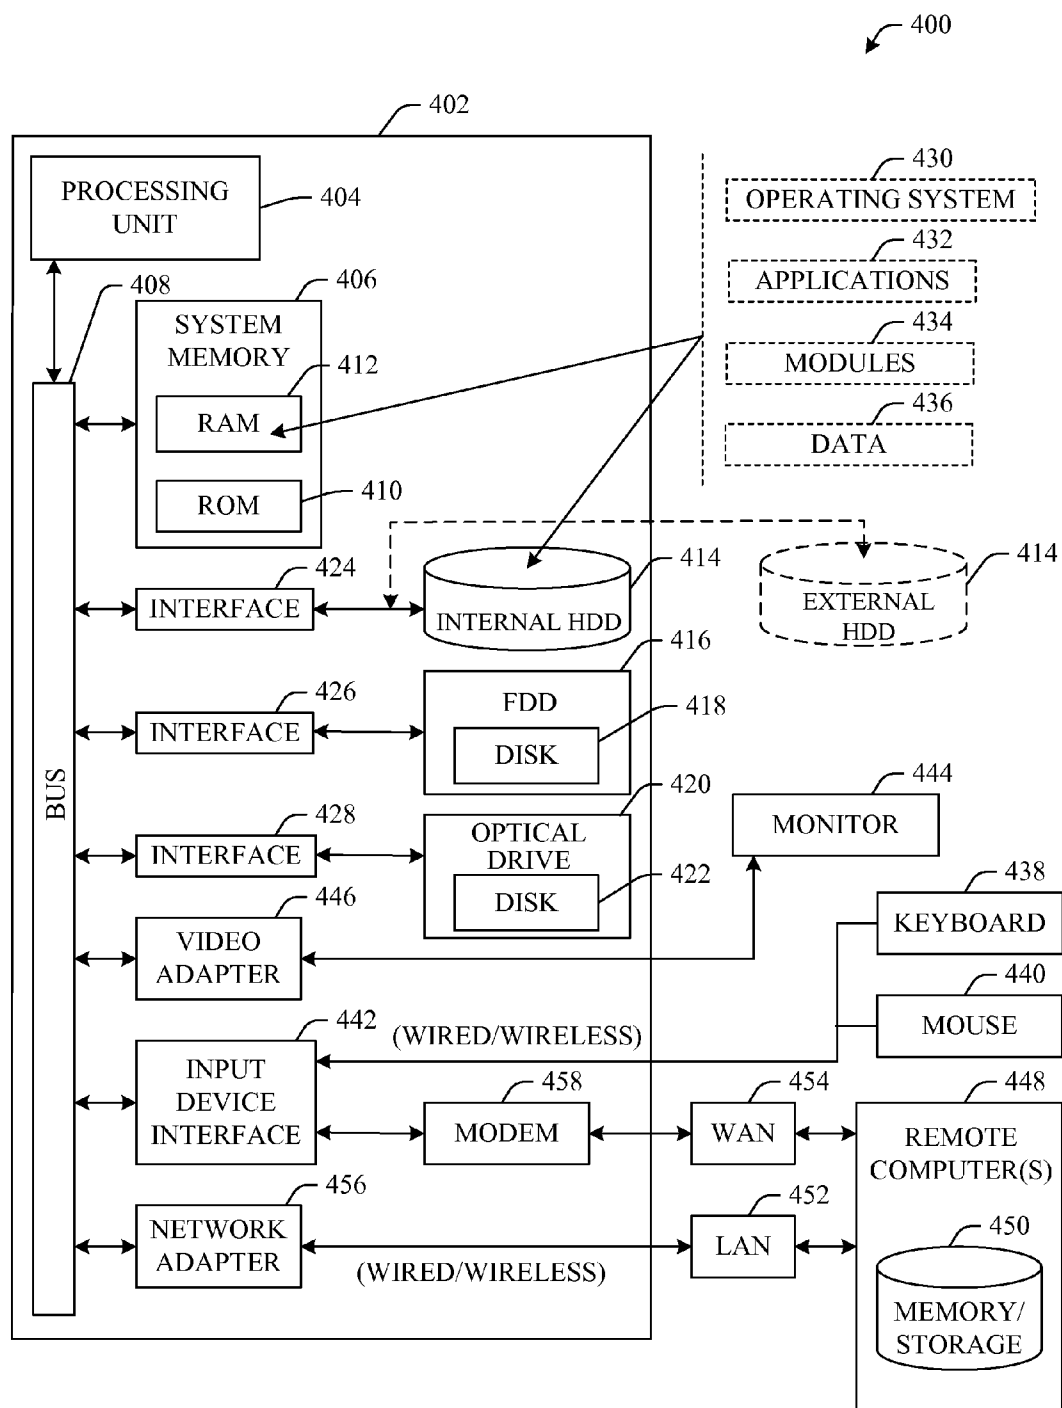 400
402
PROCESSING
UNIT
404
430
OPERATING SYSTEM
432
APPLICATIONS
434
MODULES
436
DATA
408
406
SYSTEM
MEMORY
412
RAM
ROM
410
424
INTERFACE
INTERNAL HDD
414
EXTERNAL
HDD
414
426
INTERFACE
416
FDD
DISK
418
BUS
428
INTERFACE
420
OPTICAL
DRIVE
DISK
422
444
MONITOR
446
VIDEO
ADAPTER
438
KEYBOARD
440
MOUSE
442
INPUT
DEVICE
INTERFACE
(WIRED/WIRELESS)
458
MODEM
454
WAN
448
REMOTE
COMPUTER(S)
456
NETWORK
ADAPTER
(WIRED/WIRELESS)
452
LAN
450
MEMORY/
STORAGE